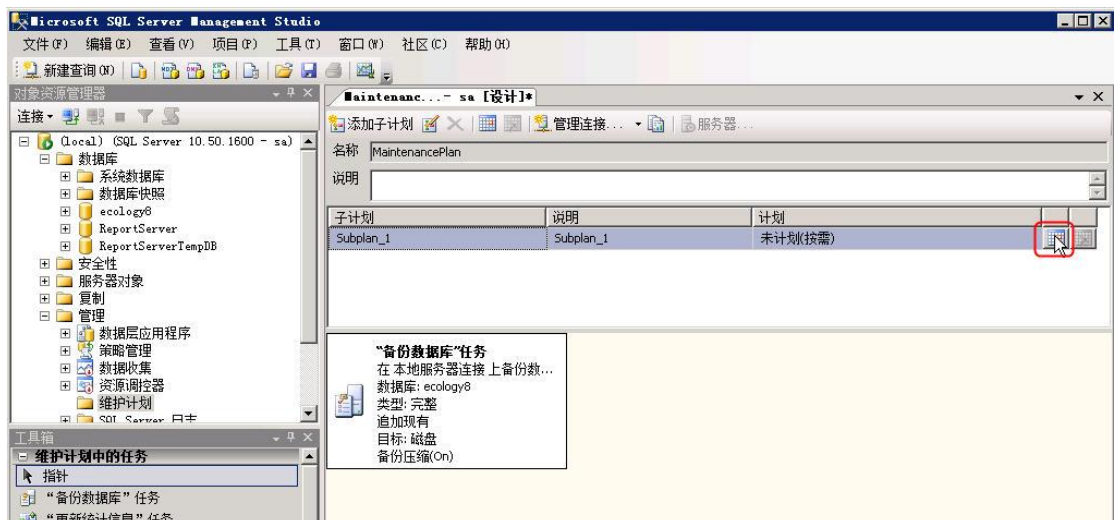 Microsoft SQL Server Management Studio
文件(F) 编辑(E) 查看(V) 项目(P) 工具(T) 窗口(W) 社区(C) 帮助(H)
新建查询(N)
对象资源管理器
连接
(local) (SQL Server 10.50.1600 - sa)
数据库
系统数据库
数据库快照
ecology8
ReportServer
ReportServerTempDB
安全性
服务器对象
复制
管理
数据层应用程序
策略管理
数据收集
资源调控器
维护计划
SQL Server 日志
工具箱
维护计划中的任务
指针
“备份数据库”任务
“更新统计信息”任务
Maintenanc...- sa [设计]*
添加子计划 管理连接... 服务器...
名称 MaintenancePlan
说明
子计划 说明 计划
Subplan_1 Subplan_1 未计划(按需)
“备份数据库”任务
在 本地服务器连接 上备份数...
数据库: ecology8
类型: 完整
追加现有
目标: 磁盘
备份压缩(On)